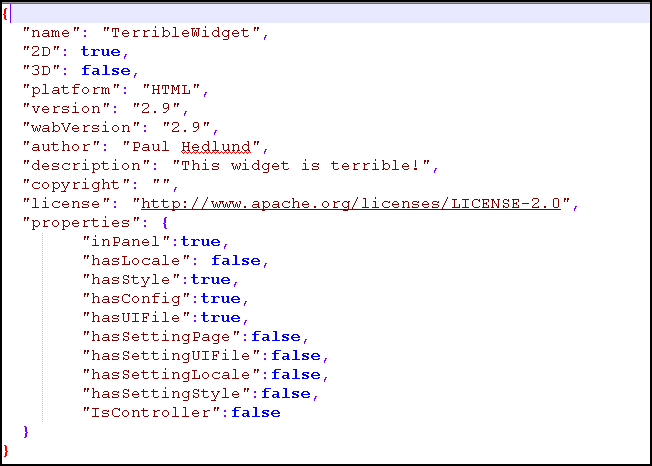 {
"name": "TerribleWidget",
"2D": true,
"3D": false,
"platform": "HTML",
"version": "2.9",
"wabVersion": "2.9",
"author": "Paul Hedlund",
"description": "This widget is terrible!",
"copyright": "",
"license": "http://www.apache.org/licenses/LICENSE-2.0",
"properties": {
"inPanel":true,
"hasLocale": false,
"hasStyle":true,
"hasConfig":true,
"hasUIFile":true,
"hasSettingPage":false,
"hasSettingUIFile":false,
"hasSettingLocale":false,
"hasSettingStyle":false,
"IsController":false
}
}